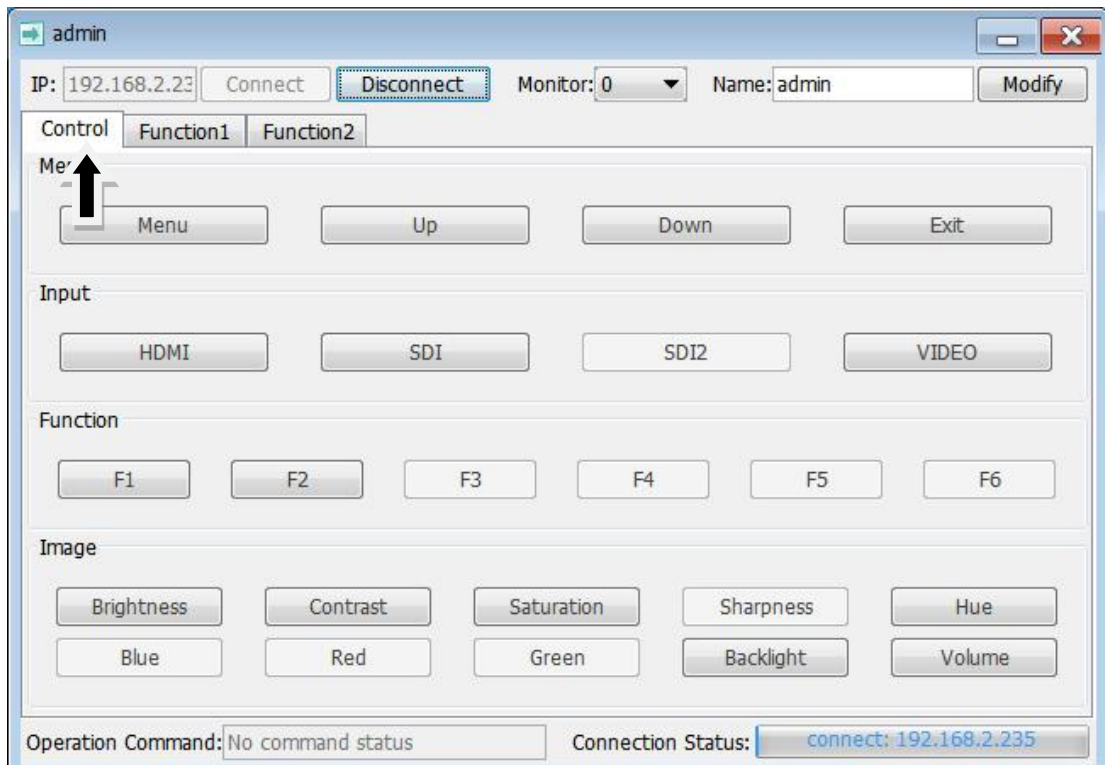 admin
IP: 192.168.2.23 Connect Disconnect Monitor: 0 Name: admin Modify
Control Function1 Function2
Menu Up Down Exit
Input
HDMI SDI SDI2 VIDEO
Function
F1 F2 F3 F4 F5 F6
Image
Brightness Contrast Saturation Sharpness Hue
Blue Red Green Backlight Volume
Operation Command: No command status Connection Status: connect: 192.168.2.235